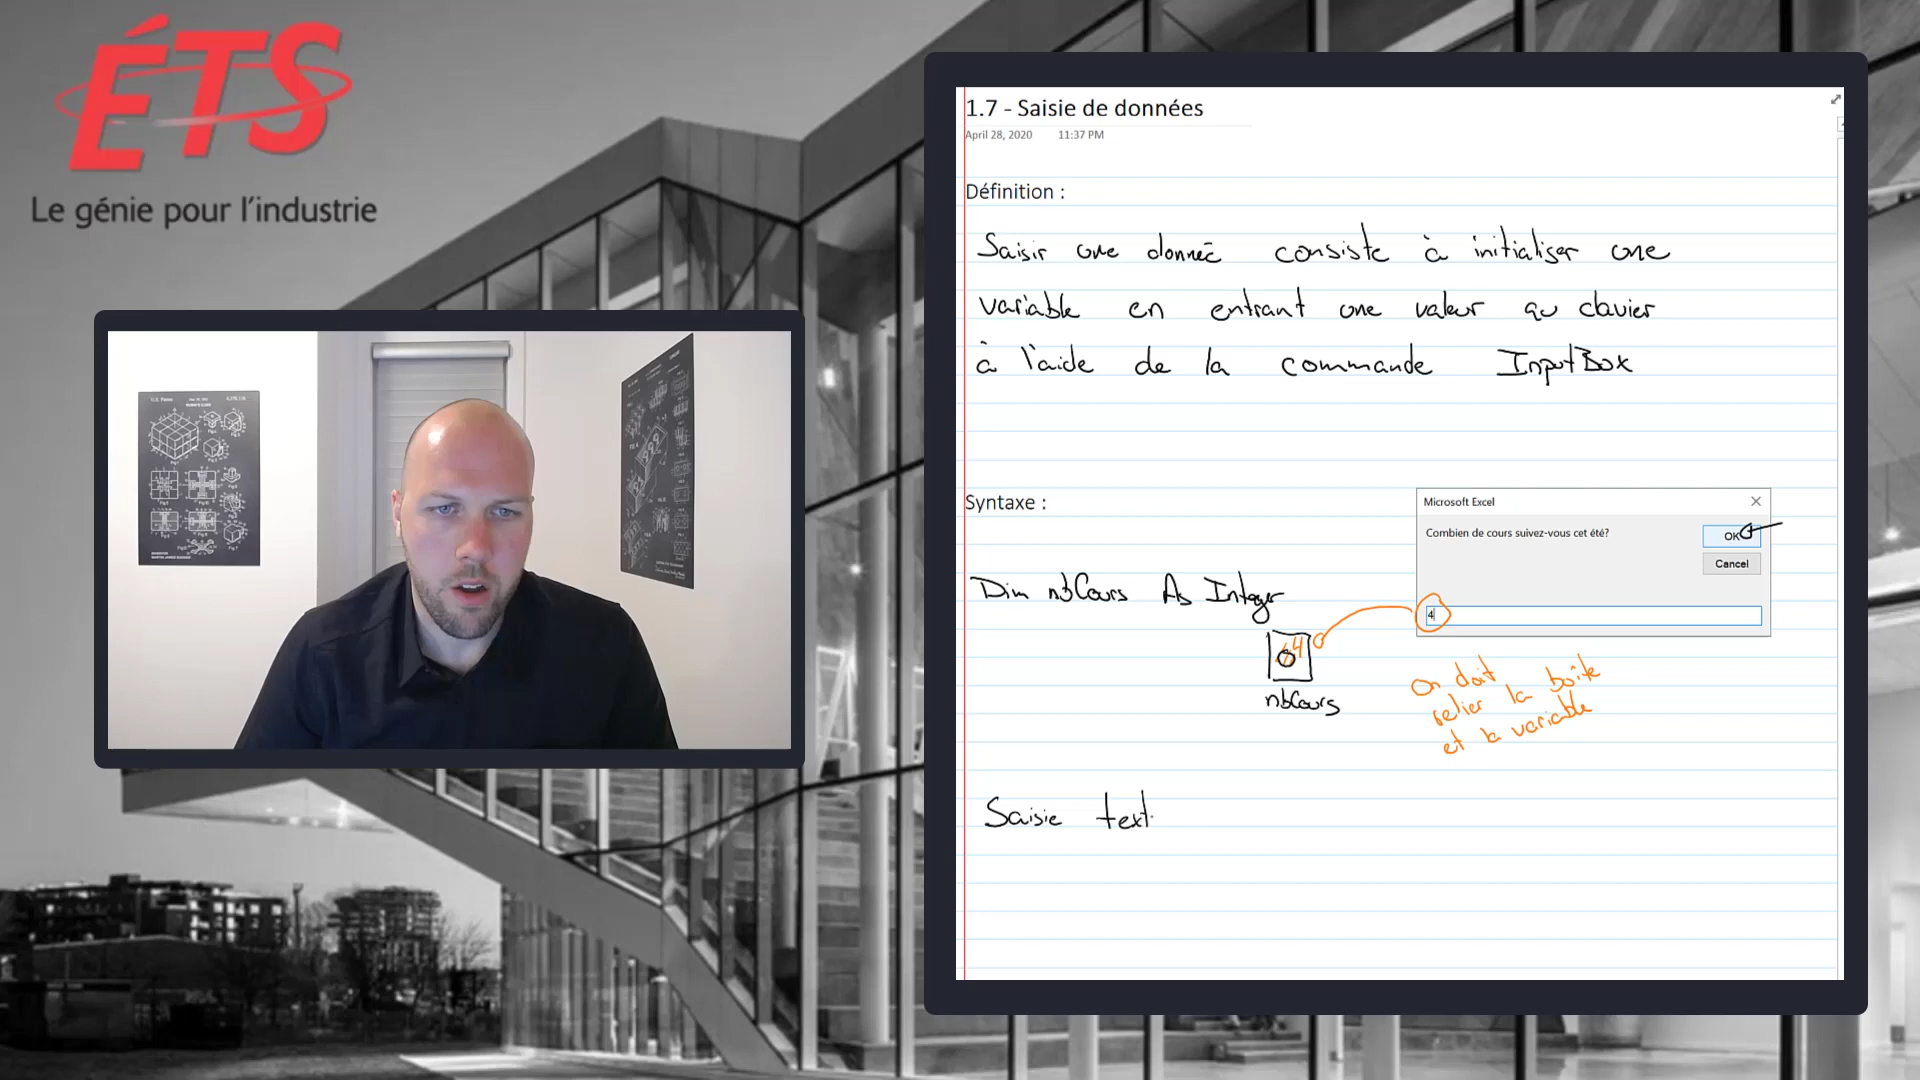 ÉTS
Le génie pour l'industrie
1.7 - Saisie de données
April 28, 2020 11:37 PM
Définition :
Saisir une donnée consiste à initialiser une
variable en entrant une valeur au clavier
à l'aide de la commande InputBox
Syntaxe :
Microsoft Excel
Combien de cours suivez-vous cet été?
OK
Cancel
4
Dim nbCours As Integer
0 4
nbCours
On doit
relier la boîte
et la variable
Saisie text